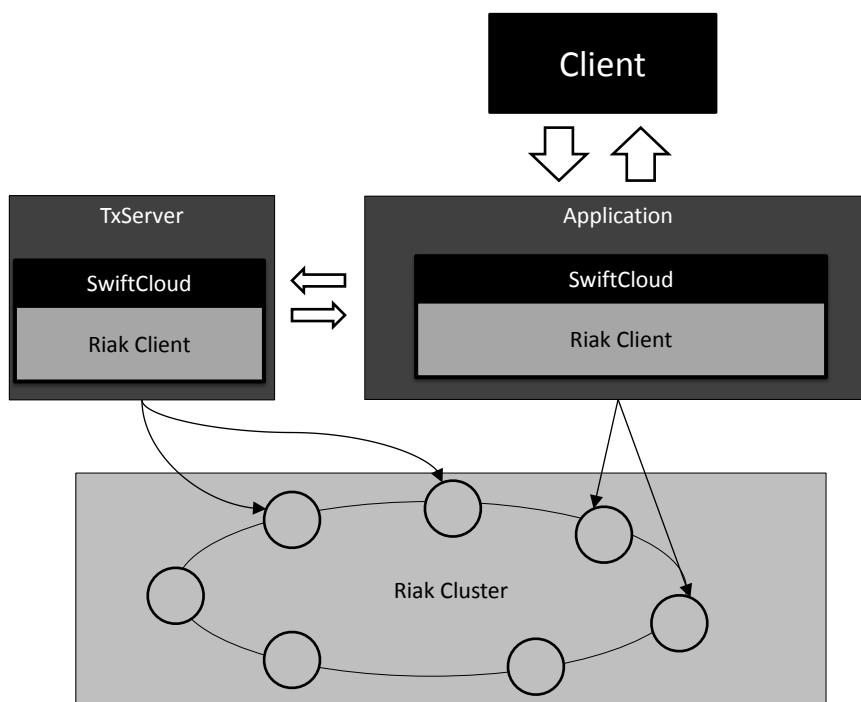 Client
TxServer
SwiftCloud
Riak Client
Application
SwiftCloud
Riak Client
Riak Cluster